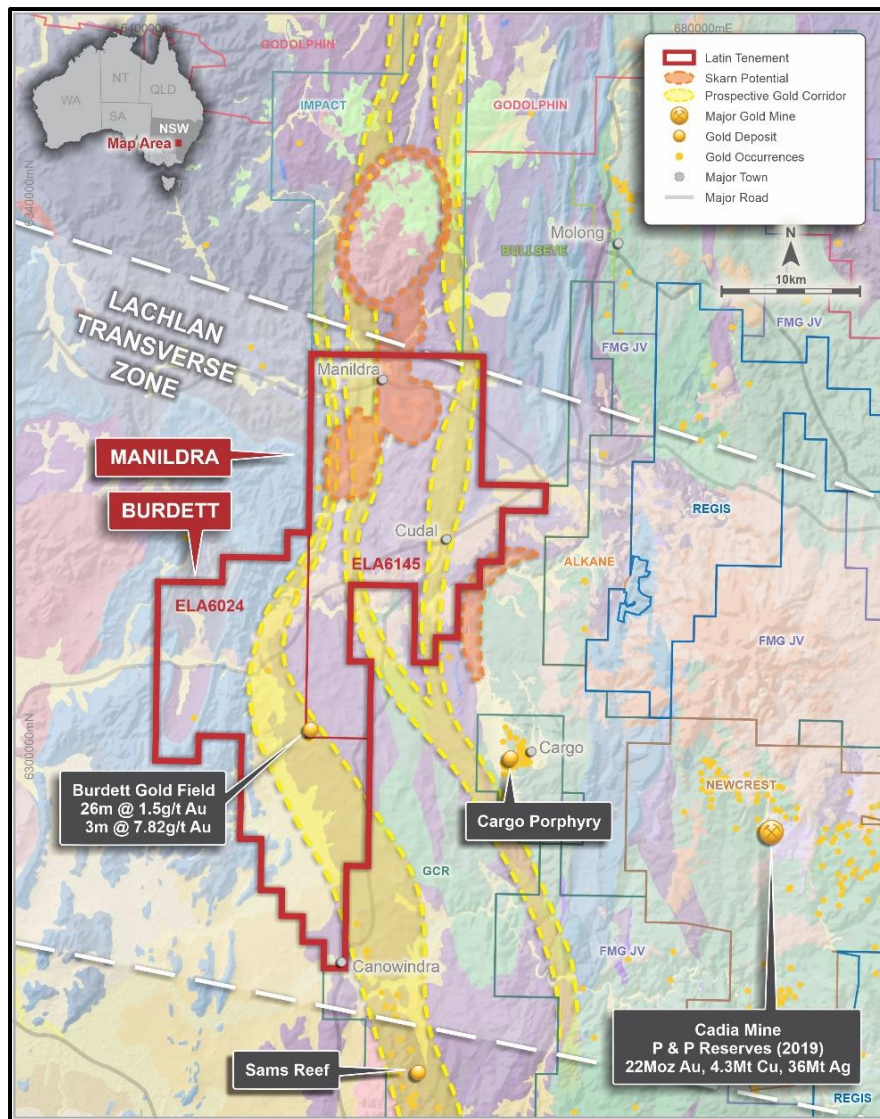 640000mE
680000mE
6340000mN
6300000mN
WA
NT
SA
QLD
NSW
Map Area
Latin Tenement
Skarn Potential
Prospective Gold Corridor
Major Gold Mine
Gold Deposit
Gold Occurrences
Major Town
Major Road
N
10km
GODOLPHIN
IMPACT
GODOLPHIN
BULLSEYE
Molong
FMG JV
FMG JV
LACHLAN
TRANSVERSE
ZONE
Manildra
MANILDRA
BURDETT
REGIS
Cudal
ELA6145
ALKANE
ELA6024
FMG JV
Burdett Gold Field
26m @ 1.5g/t Au
3m @ 7.82g/t Au
Cargo
Cargo Porphyry
NEWCREST
GCR
FMG JV
Canowindra
Sams Reef
Cadia Mine
P & P Reserves (2019)
22Moz Au, 4.3Mt Cu, 36Mt Ag
REGIS